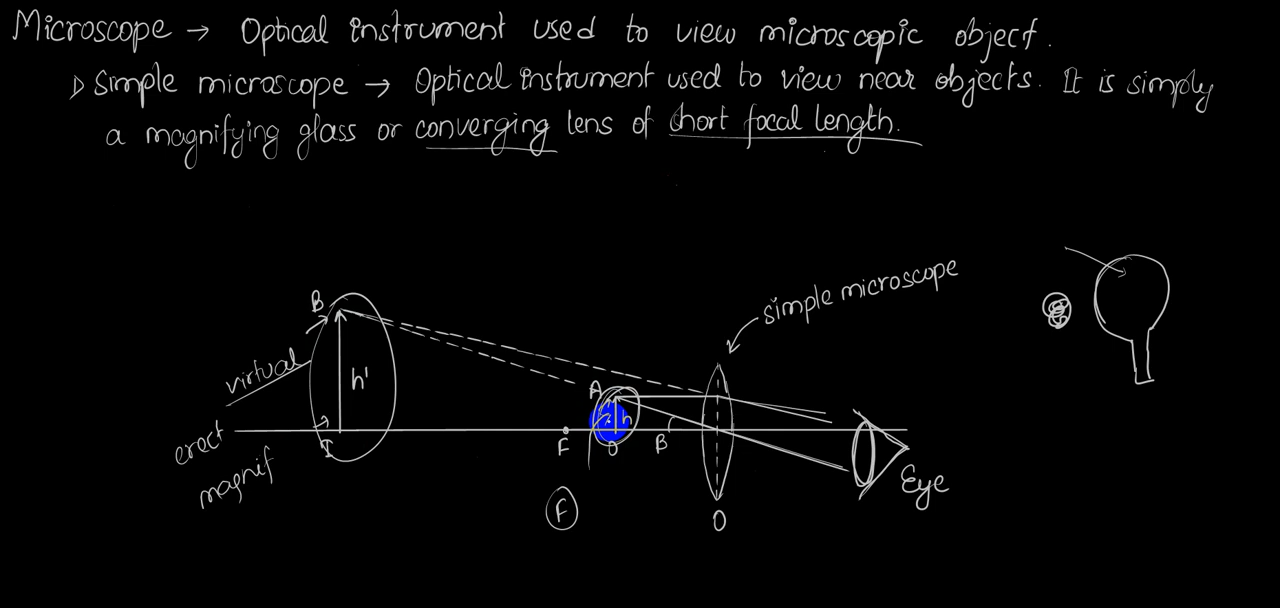 Microscope → Optical instrument used to view microscopic object.
▷ Simple microscope → Optical instrument used to view near objects. It is simply
a magnifying glass or converging lens of short focal length.
simple microscope
B
virtual
h'
A
h
erect
I
F
O
β
magnif
Eye
F
O